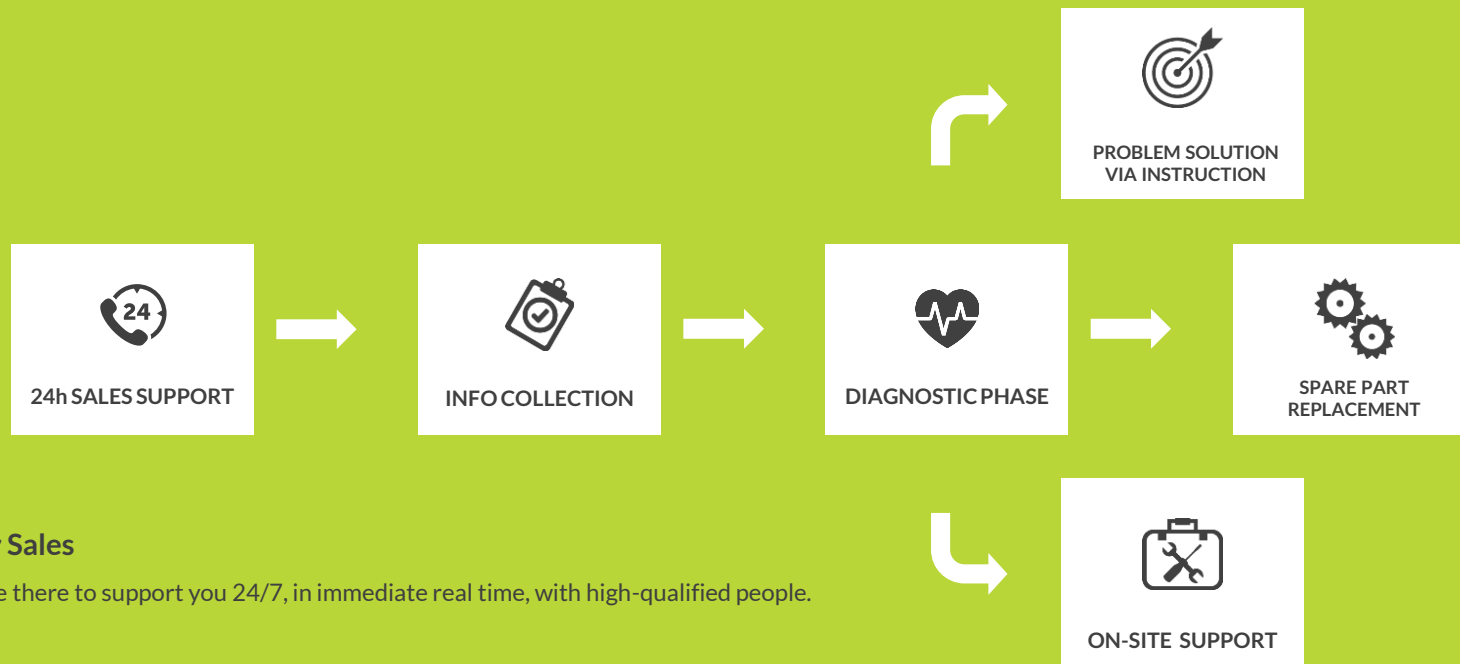 PROBLEM SOLUTION
VIA INSTRUCTION
24
24h SALES SUPPORT
INFO COLLECTION
DIAGNOSTIC PHASE
SPARE PART
REPLACEMENT
Sales
there to support you 24/7, in immediate real time, with high-qualified people.
ON-SITE SUPPORT